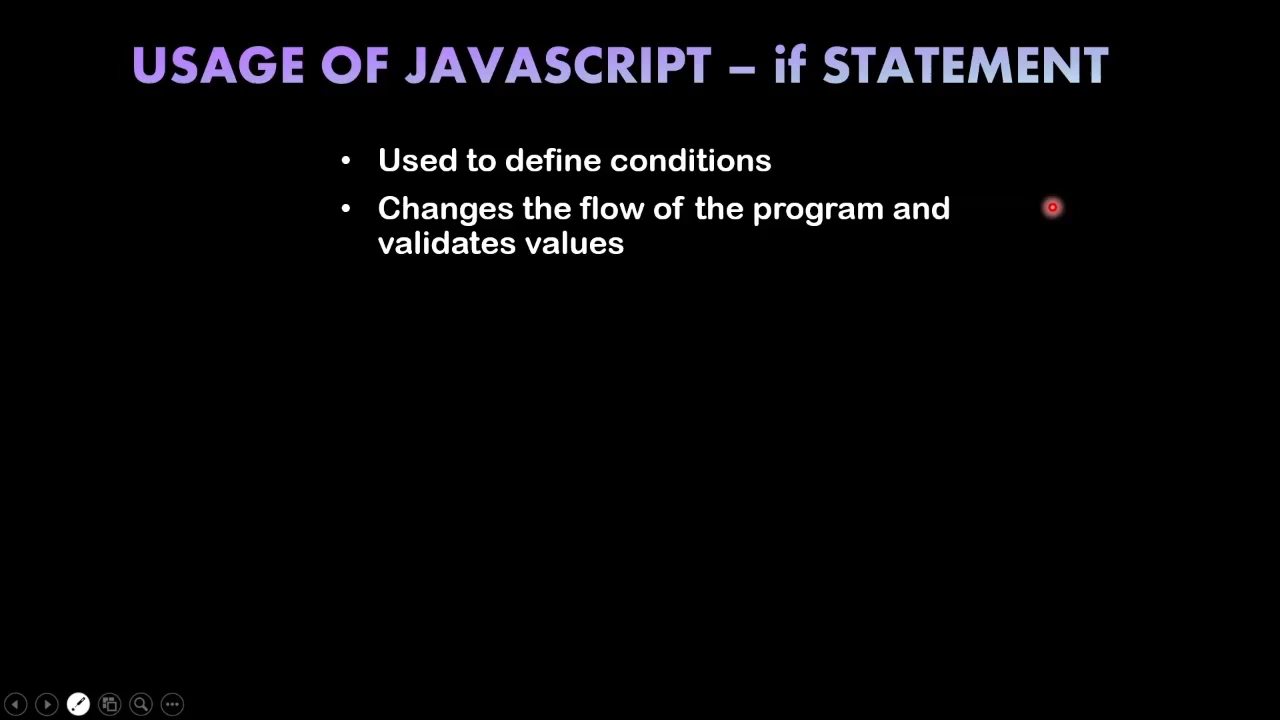 USAGE OF JAVASCRIPT – if STATEMENT
• Used to define conditions
• Changes the flow of the program and
validates values